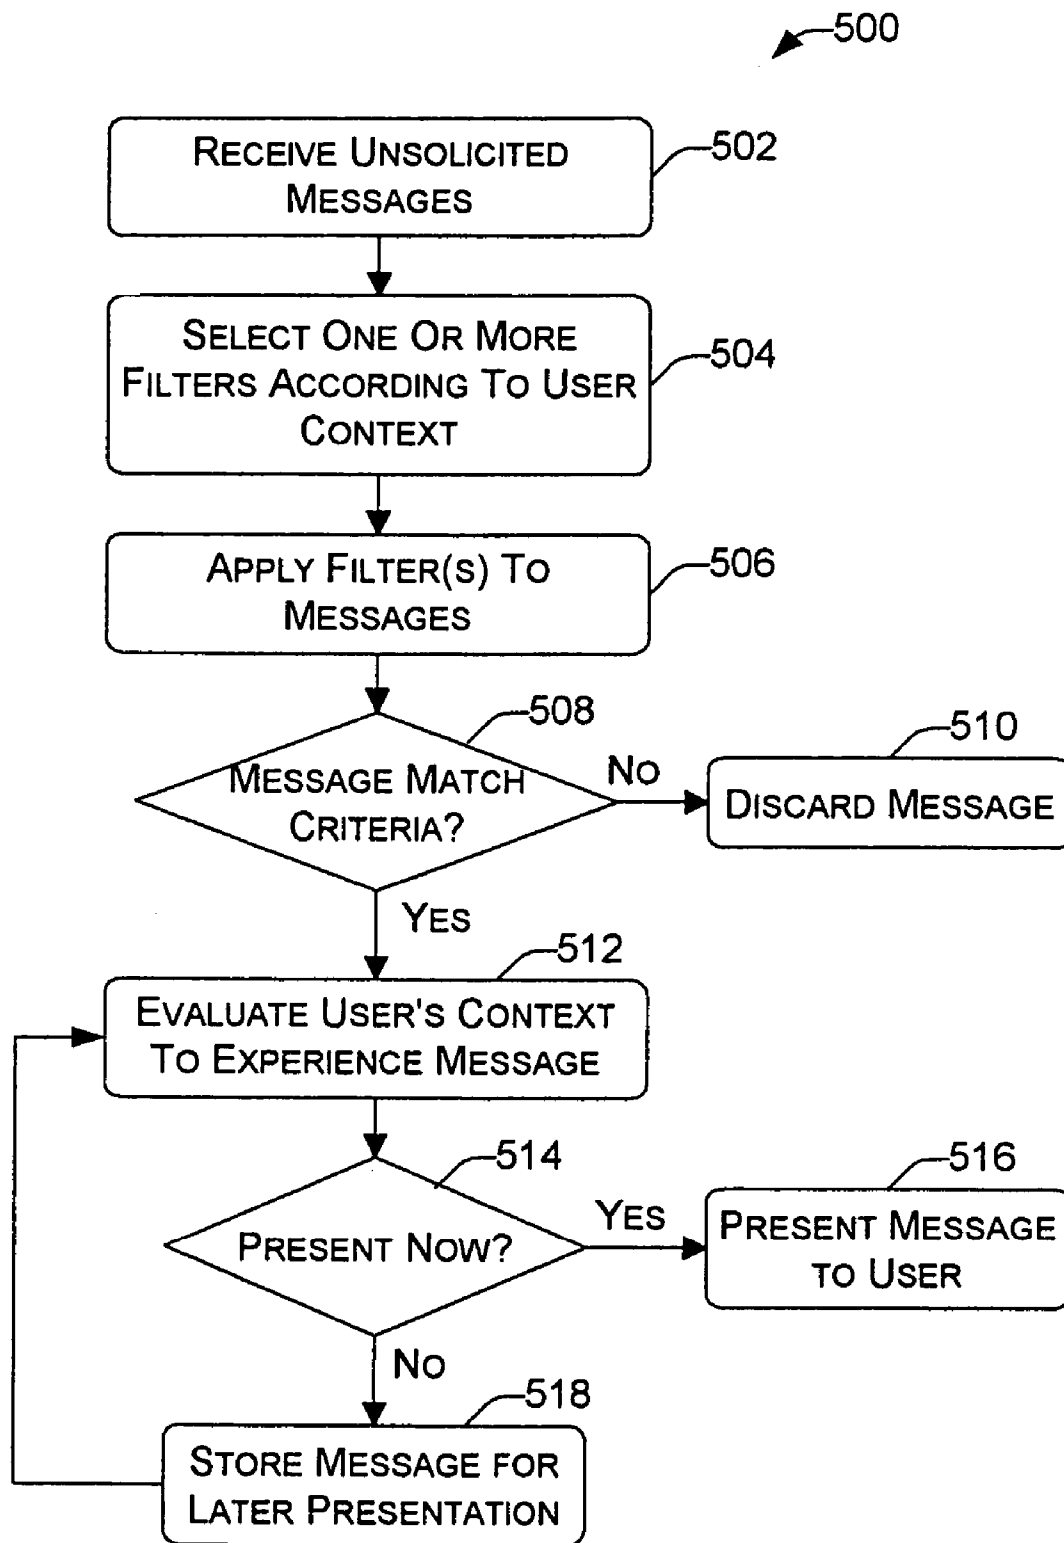 500
RECEIVE UNSOLICITED
MESSAGES
502
SELECT ONE OR MORE
FILTERS ACCORDING TO USER
CONTEXT
504
APPLY FILTER(S) TO
MESSAGES
506
508
MESSAGE MATCH
CRITERIA?
NO
510
DISCARD MESSAGE
YES
512
EVALUATE USER'S CONTEXT
TO EXPERIENCE MESSAGE
514
PRESENT NOW?
YES
516
PRESENT MESSAGE
TO USER
NO
518
STORE MESSAGE FOR
LATER PRESENTATION